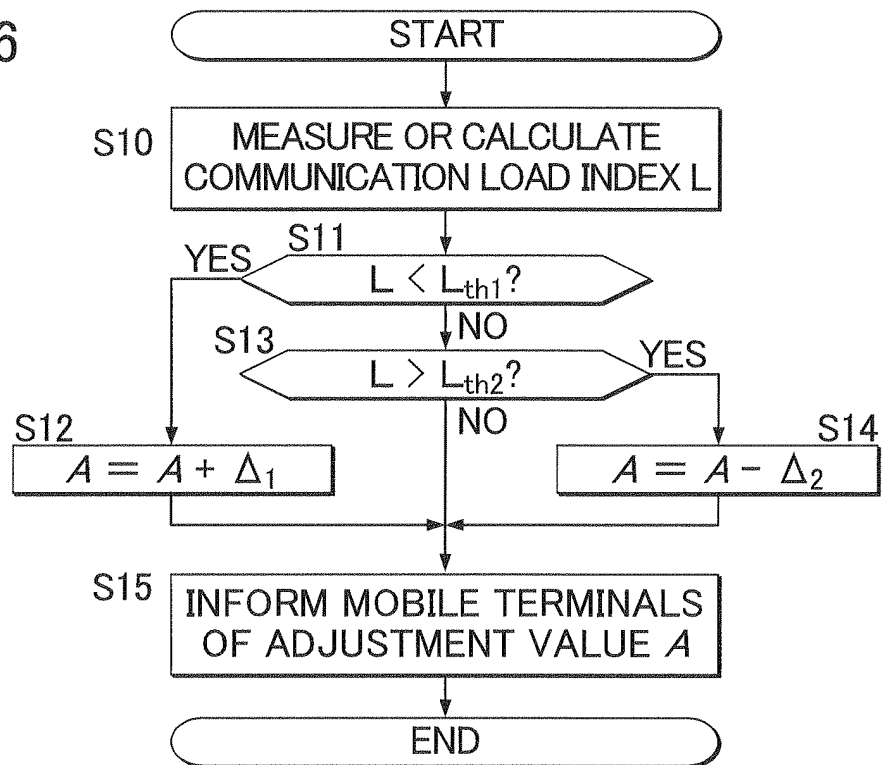 6
START
S10
MEASURE OR CALCULATE
COMMUNICATION LOAD INDEX L
S11
YES
L < Lth1?
NO
S13
YES
L > Lth2?
NO
S12
S14
A = A + Δ1
A = A - Δ2
S15
INFORM MOBILE TERMINALS
OF ADJUSTMENT VALUE A
END